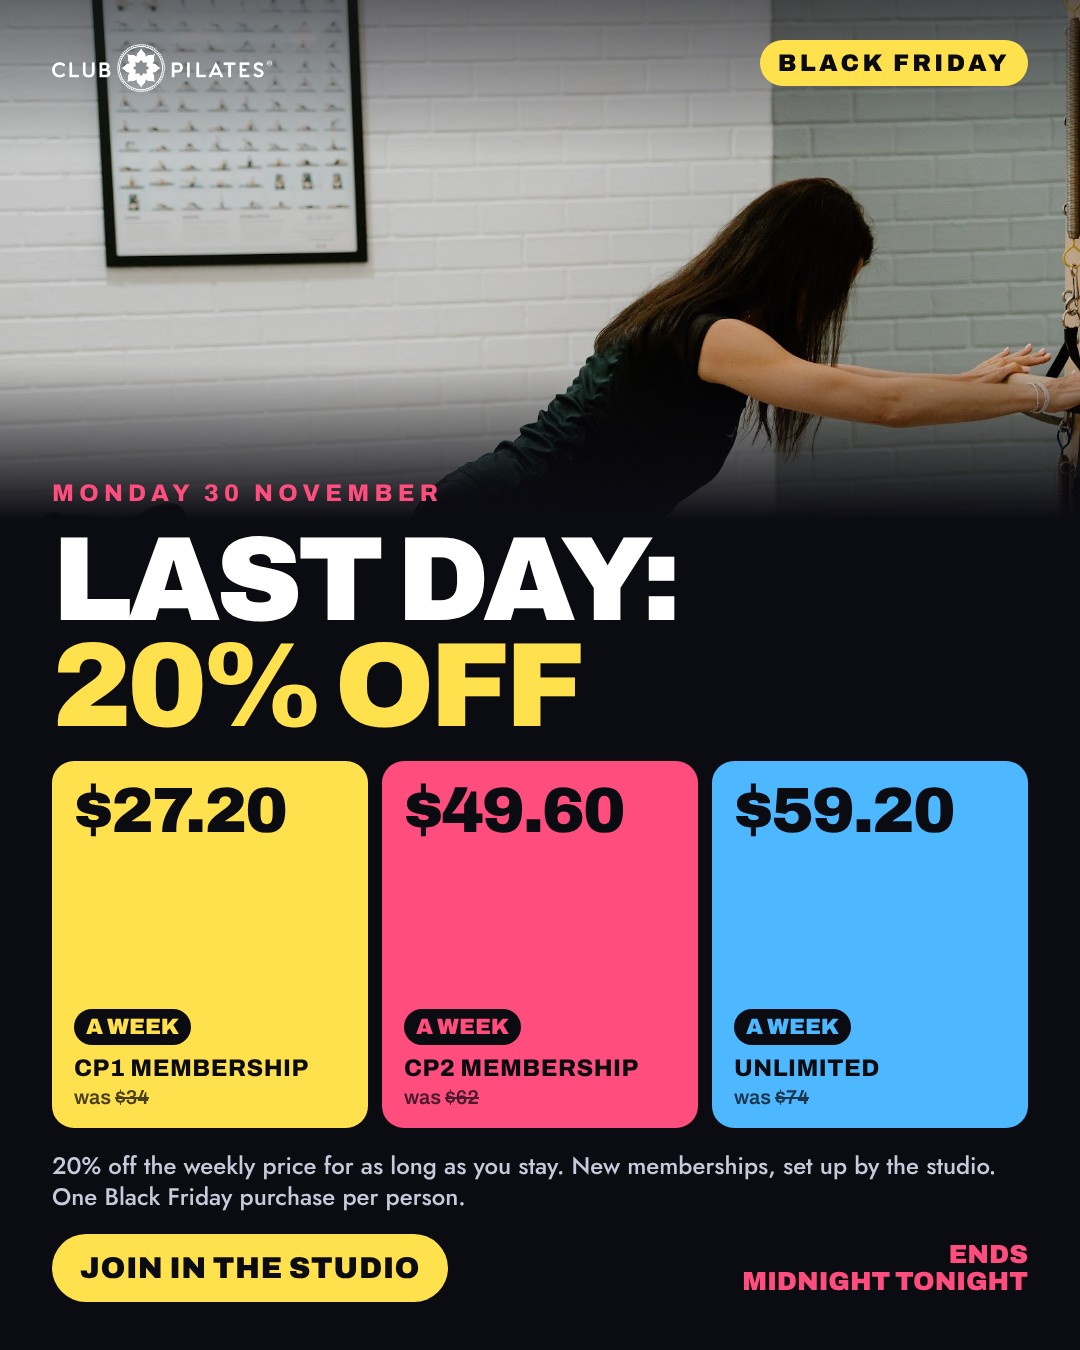 CLUB PILATES®
BLACK FRIDAY
MONDAY 30 NOVEMBER
LAST DAY:
20% OFF
$27.20
A WEEK
CP1 MEMBERSHIP
was $34
$49.60
A WEEK
CP2 MEMBERSHIP
was $62
$59.20
A WEEK
UNLIMITED
was $74
20% off the weekly price for as long as you stay. New memberships, set up by the studio.
One Black Friday purchase per person.
JOIN IN THE STUDIO
ENDS
MIDNIGHT TONIGHT